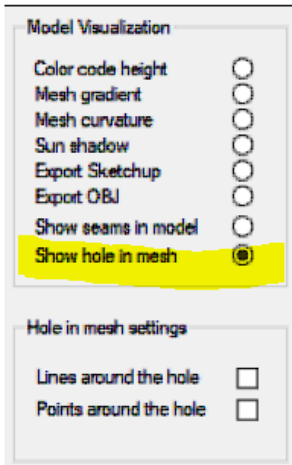 Model Visualization
Color code height
Mesh gradient
Mesh curvature
Sun shadow
Export Sketchup
Export OBJ
Show seams in model
Show hole in mesh
Hole in mesh settings
Lines around the hole
Points around the hole